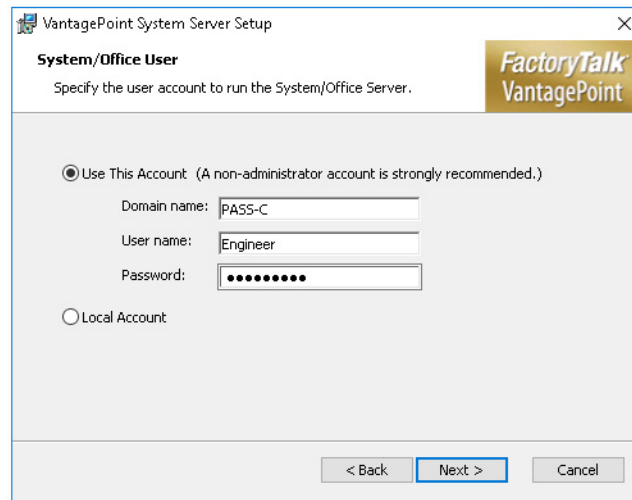 VantagePoint System Server Setup
System/Office User
Specify the user account to run the System/Office Server.
FactoryTalk
VantagePoint
Use This Account (A non-administrator account is strongly recommended.)
Domain name: PASS-C
User name: Engineer
Password: ●●●●●●●●●
Local Account
< Back Next > Cancel